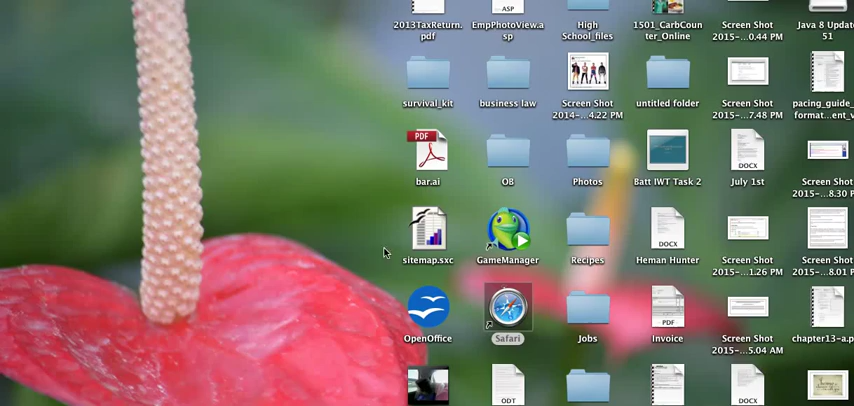 2013TaxReturn.
pdf
EmpPhotoView.a
sp
High
School_files
1501_CarbCoun
ter_Online
Screen Shot
2015-...0.44 PM
Java 8 Update
51
ASP
survival_kit
business law
Screen Shot
2014-...4.22 PM
untitled folder
Screen Shot
2015-...7.48 PM
pacing_guide_
format...ent_v
PDF
DOCX
bar.ai
OB
Photos
Batt IWT Task 2
July 1st
Screen Shot
2015-...8.30 P
DOCX
sitemap.sxc
GameManager
Recipes
Heman Hunter
Screen Shot
2015-...1.26 PM
Screen Shot
2015-...8.01 P
PDF
OpenOffice
Safari
Jobs
Invoice
Screen Shot
2015-...5.04 AM
chapter13-a.p
ODT
DOCX